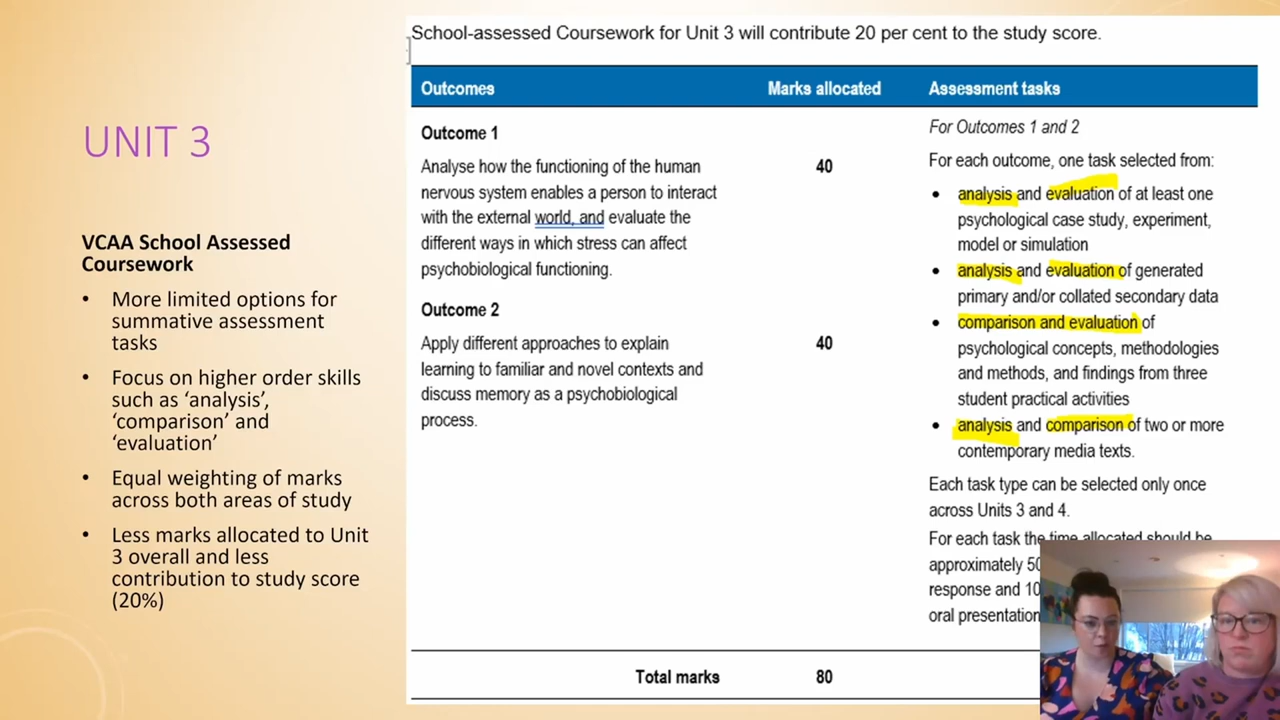 UNIT 3
VCAA School Assessed
Coursework
• More limited options for
summative assessment
tasks
• Focus on higher order skills
such as ‘analysis’,
‘comparison’ and
‘evaluation’
• Equal weighting of marks
across both areas of study
• Less marks allocated to Unit
3 overall and less
contribution to study score
(20%)
School-assessed Coursework for Unit 3 will contribute 20 per cent to the study score.
Outcomes Marks allocated Assessment tasks
Outcome 1
Analyse how the functioning of the human
nervous system enables a person to interact
with the external world, and evaluate the
different ways in which stress can affect
psychobiological functioning.
40
Outcome 2
Apply different approaches to explain
learning to familiar and novel contexts and
discuss memory as a psychobiological
process.
40
For Outcomes 1 and 2
For each outcome, one task selected from:
• analysis and evaluation of at least one
psychological case study, experiment,
model or simulation
• analysis and evaluation of generated
primary and/or collated secondary data
• comparison and evaluation of
psychological concepts, methodologies
and methods, and findings from three
student practical activities
• analysis and comparison of two or more
contemporary media texts.
Each task type can be selected only once
across Units 3 and 4.
For each task the time allocated should be
approximately 50
response and 10
oral presentation
Total marks 80